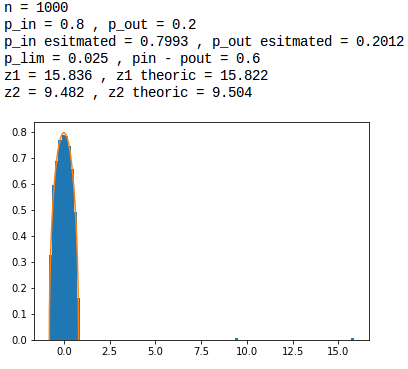 n = 1000
p_in = 0.8 , p_out = 0.2
p_in esitmated = 0.7993 , p_out esitmated = 0.2012
p_lim = 0.025 , pin - pout = 0.6
z1 = 15.836 , z1 theoric = 15.822
z2 = 9.482 , z2 theoric = 9.504
0.8
0.7
0.6
0.5
0.4
0.3
0.2
0.1
0.0
0.0 2.5 5.0 7.5 10.0 12.5 15.0